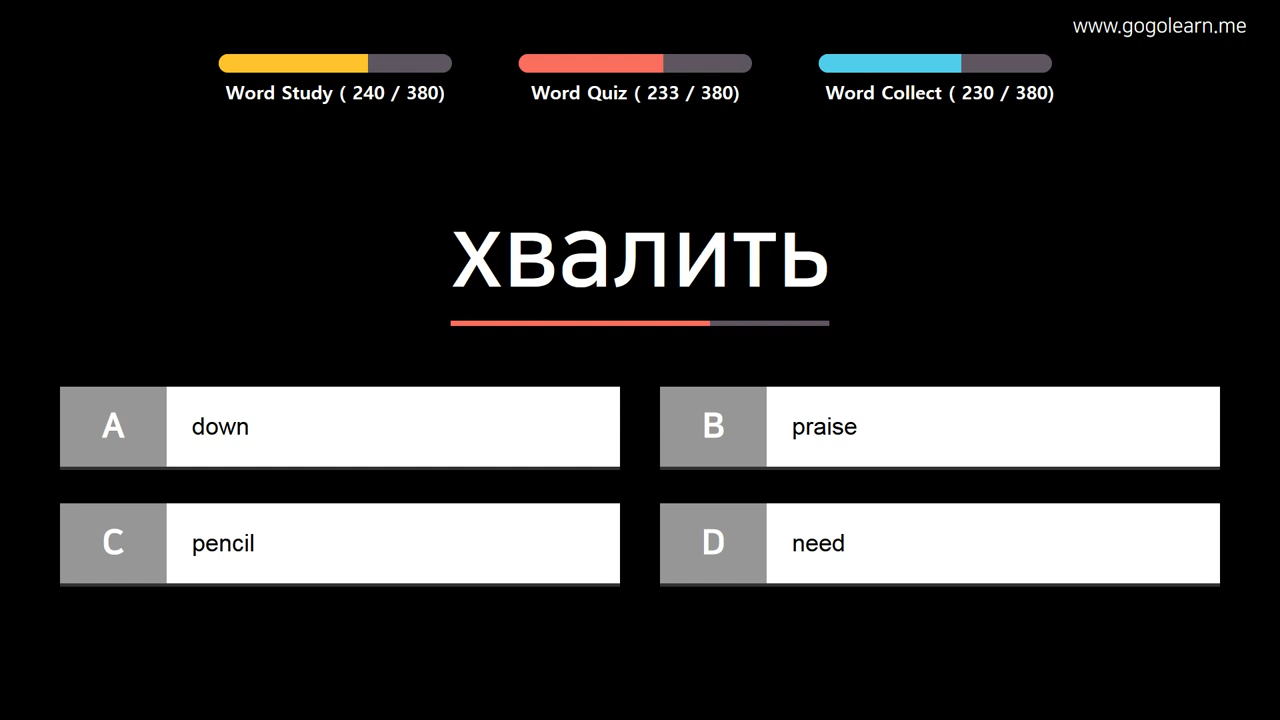 www.gogolearn.me
Word Study ( 240 / 380)
Word Quiz ( 233 / 380)
Word Collect ( 230 / 380)
хвалить
A down
B praise
C pencil
D need